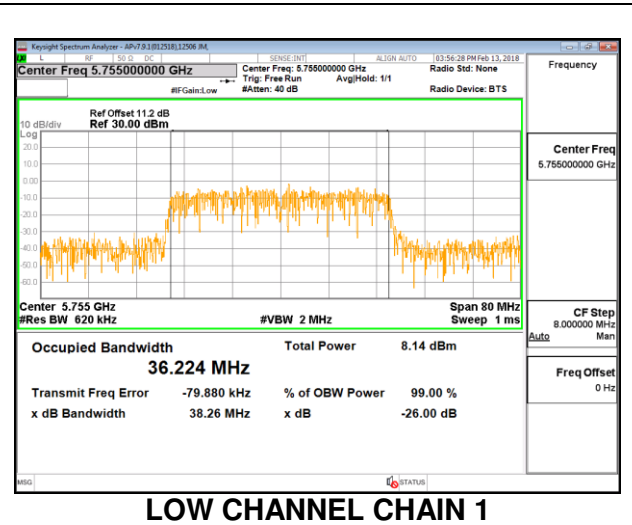 Keysight Spectrum Analyzer - APv7.9.1(012518),12506 JM,
L RF 50 Ω DC SENSE:INT ALIGN AUTO 03:56:28 PM Feb 13, 2018
Center Freq 5.755000000 GHz
Center Freq: 5.755000000 GHz Radio Std: None
Trig: Free Run Avg|Hold: 1/1
#IFGain:Low #Atten: 40 dB Radio Device: BTS
Frequency
Ref Offset 11.2 dB
10 dB/div Ref 30.00 dBm
Log
20.0
10.0
0.00
-10.0
-20.0
-30.0
-40.0
-50.0
-60.0
Center 5.755 GHz Span 80 MHz
#Res BW 620 kHz #VBW 2 MHz Sweep 1 ms
Center Freq
5.755000000 GHz
CF Step
8.000000 MHz
Auto Man
Freq Offset
0 Hz
Occupied Bandwidth Total Power 8.14 dBm
36.224 MHz
Transmit Freq Error -79.880 kHz % of OBW Power 99.00 %
x dB Bandwidth 38.26 MHz x dB -26.00 dB
MSG STATUS
LOW CHANNEL CHAIN 1